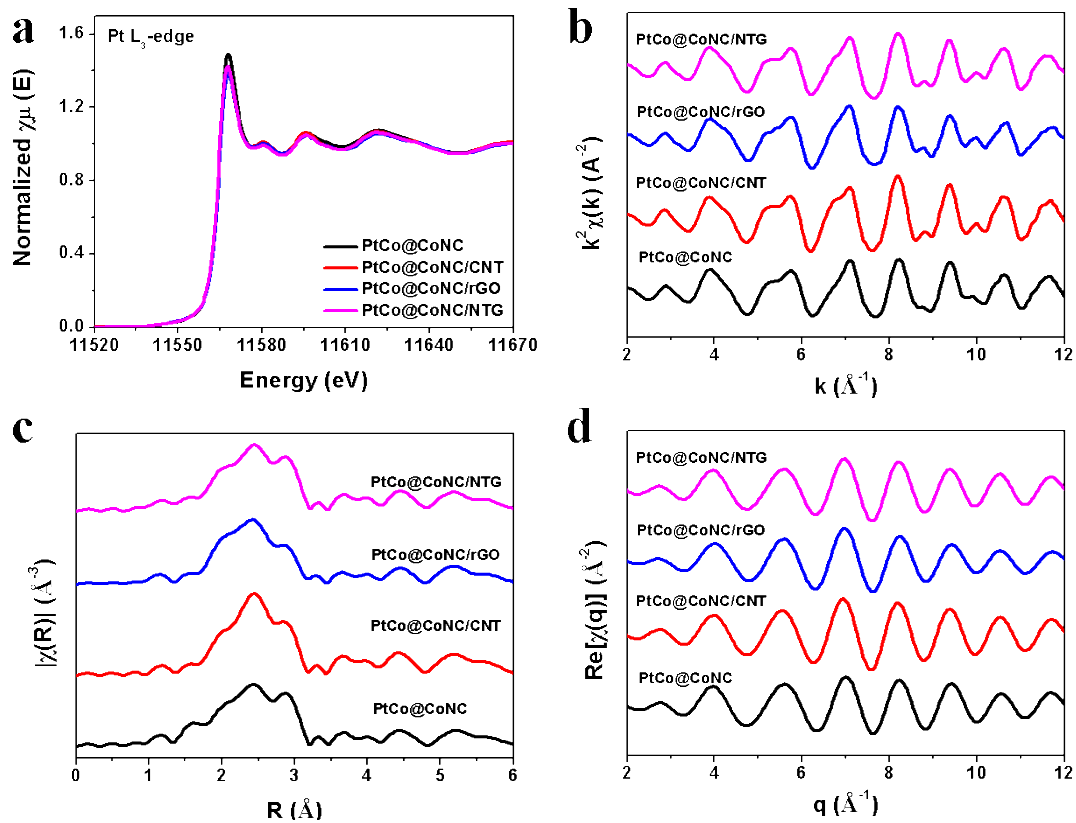 a
Pt L3-edge
Normalized χμ (E)
1.6
1.2
0.8
0.4
0.0
PtCo@CoNC
PtCo@CoNC/CNT
PtCo@CoNC/rGO
PtCo@CoNC/NTG
11520 11550 11580 11610 11640 11670
Energy (eV)
b
PtCo@CoNC/NTG
PtCo@CoNC/rGO
PtCo@CoNC/CNT
PtCo@CoNC
k² χ(k) (A⁻²)
2 4 6 8 10 12
k (Å⁻¹)
c
PtCo@CoNC/NTG
PtCo@CoNC/rGO
PtCo@CoNC/CNT
PtCo@CoNC
|χ(R)| (Å⁻³)
0 1 2 3 4 5 6
R (Å)
d
PtCo@CoNC/NTG
PtCo@CoNC/rGO
PtCo@CoNC/CNT
PtCo@CoNC
Re[χ(q)] (Å⁻²)
2 4 6 8 10 12
q (Å⁻¹)